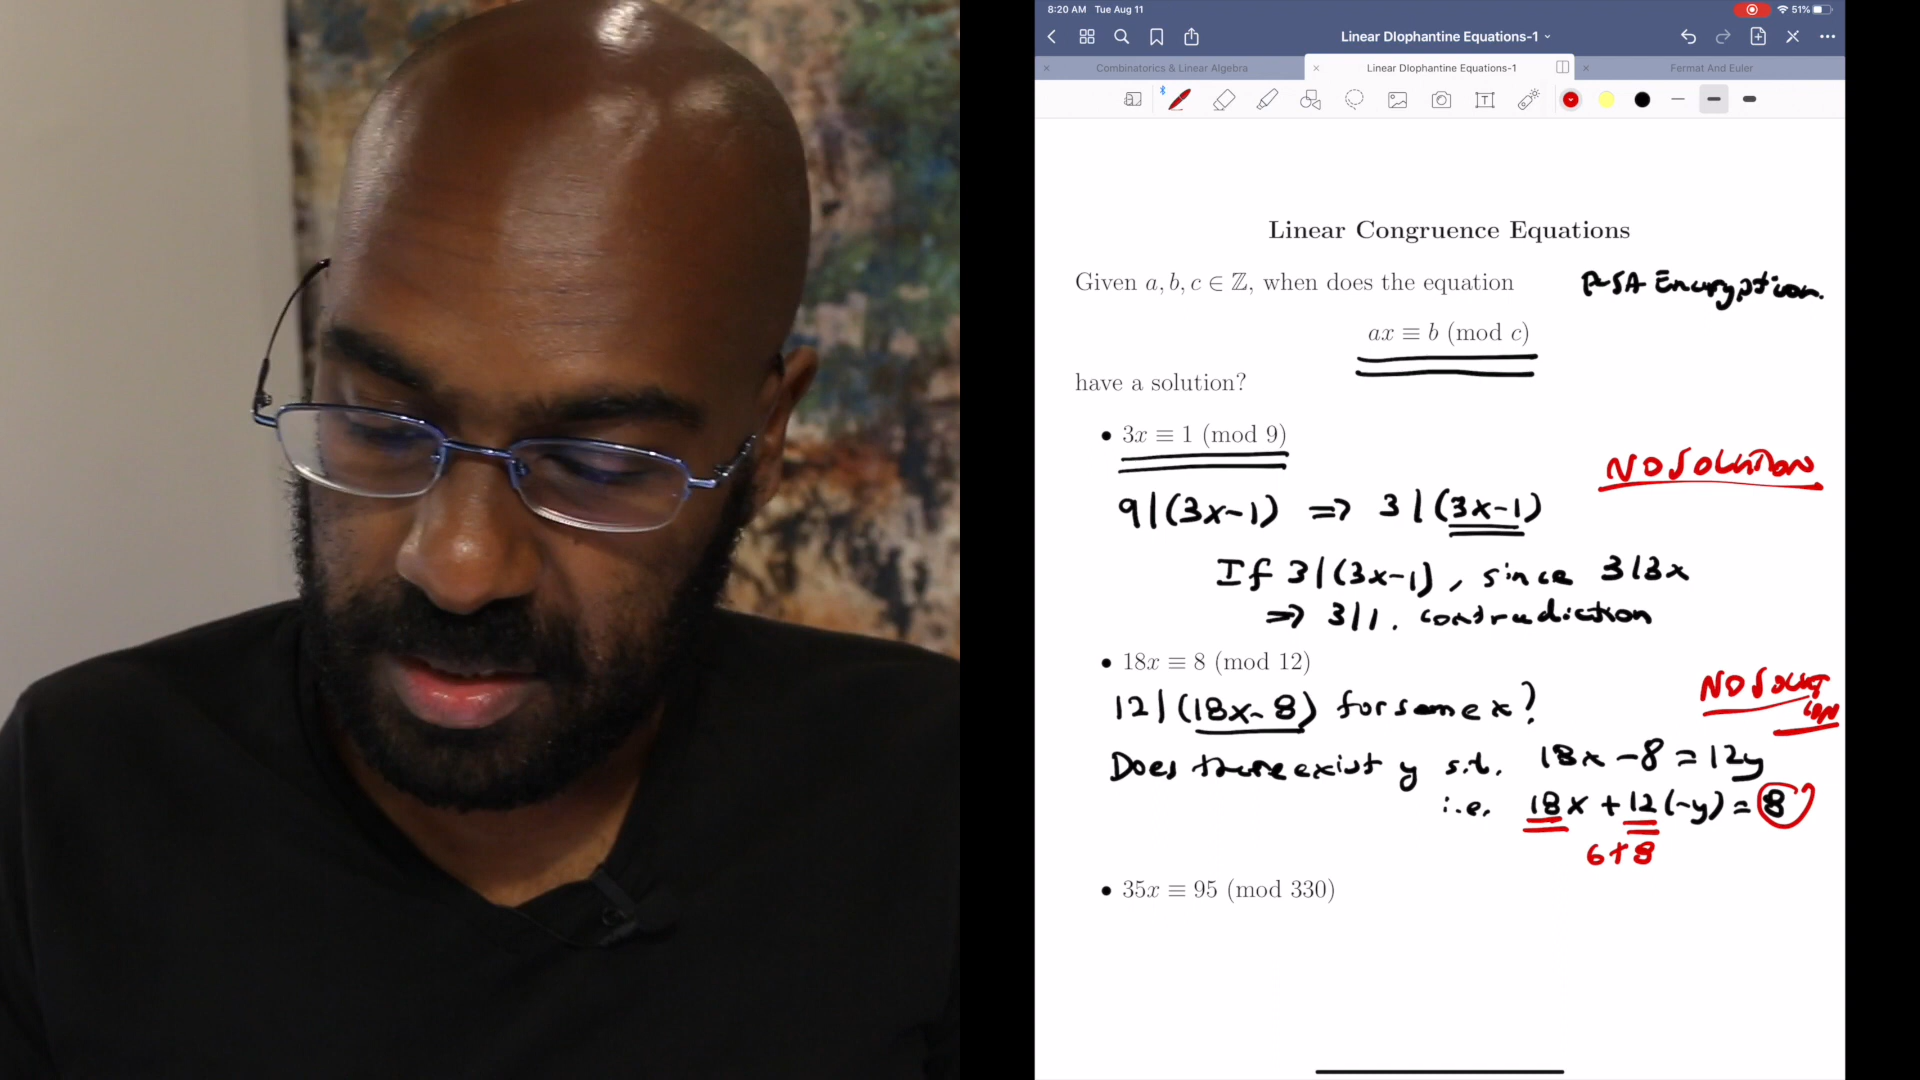 8:20 AM Tue Aug 11
51%
Linear DIophantine Equations-1
Combinatorics & Linear Algebra
Linear DIophantine Equations-1
Fermat And Euler
T
Linear Congruence Equations
Given a, b, c ∈ ℤ, when does the equation
RSA Encryption.
ax ≡ b (mod c)
have a solution?
• 3x ≡ 1 (mod 9)
NO SOLUTION
9|(3x-1) => 3|(3x-1)
If 3|(3x-1), since 3|3x
=> 3|1. contradiction
• 18x ≡ 8 (mod 12)
NO SOLUT
ION
12|(18x-8) for some x?
Does there exist y s.t. 18x-8=12y
i.e. 18x+12(-y)=8
6+8
• 35x ≡ 95 (mod 330)